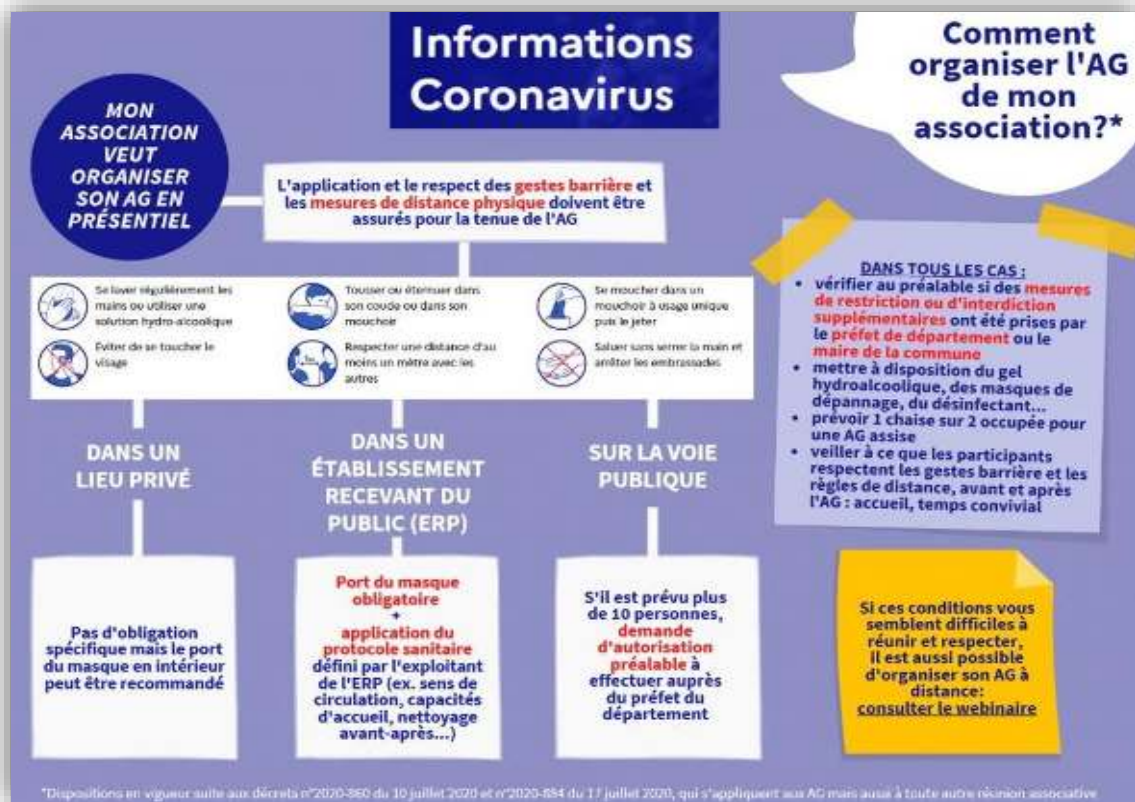 Informations
Coronavirus
Comment
organiser l'AG
de mon
association?*
MON
ASSOCIATION
VEUT
ORGANISER
SON AG EN
PRÉSENTIEL
L'application et le respect des gestes barrière et
les mesures de distance physique doivent être
assurés pour la tenue de l'AG
Se laver régulièrement les
mains ou utiliser une
solution hydro-alcoolique
Eviter de se toucher le
visage
Tousser ou éternuer dans
son coude ou dans son
mouchoir
Respecter une distance d'au
moins un mètre avec les
autres
Se moucher dans un
mouchoir à usage unique
puis le jeter
Saluer sans serrer la main et
arrêter les embrassades
DANS UN
LIEU PRIVÉ
DANS UN
ÉTABLISSEMENT
RECEVANT DU
PUBLIC (ERP)
SUR LA VOIE
PUBLIQUE
Pas d'obligation
spécifique mais le port
du masque en intérieur
peut être recommandé
Port du masque
obligatoire
+
application du
protocole sanitaire
défini par l'exploitant
de l'ERP (ex. sens de
circulation, capacités
d'accueil, nettoyage
avant-après...)
S'il est prévu plus
de 10 personnes,
demande
d'autorisation
préalable à
effectuer auprès
du préfet du
département
DANS TOUS LES CAS :
• vérifier au préalable si des mesures
de restriction ou d'interdiction
supplémentaires ont été prises par
le préfet de département ou le
maire de la commune
• mettre à disposition du gel
hydroalcoolique, des masques de
dépannage, du désinfectant...
• prévoir 1 chaise sur 2 occupée pour
une AG assise
• veiller à ce que les participants
respectent les gestes barrière et les
règles de distance, avant et après
l'AG : accueil, temps convivial
Si ces conditions vous
semblent difficiles à
réunir et respecter,
il est aussi possible
d'organiser son AG à
distance:
consulter le webinaire
*Dispositions en vigueur suite aux décrets n°2020-860 du 10 juillet 2020 et n°2020-884 du 17 juillet 2020, qui s'appliquent aux AG mais aussi à toute autre réunion associative